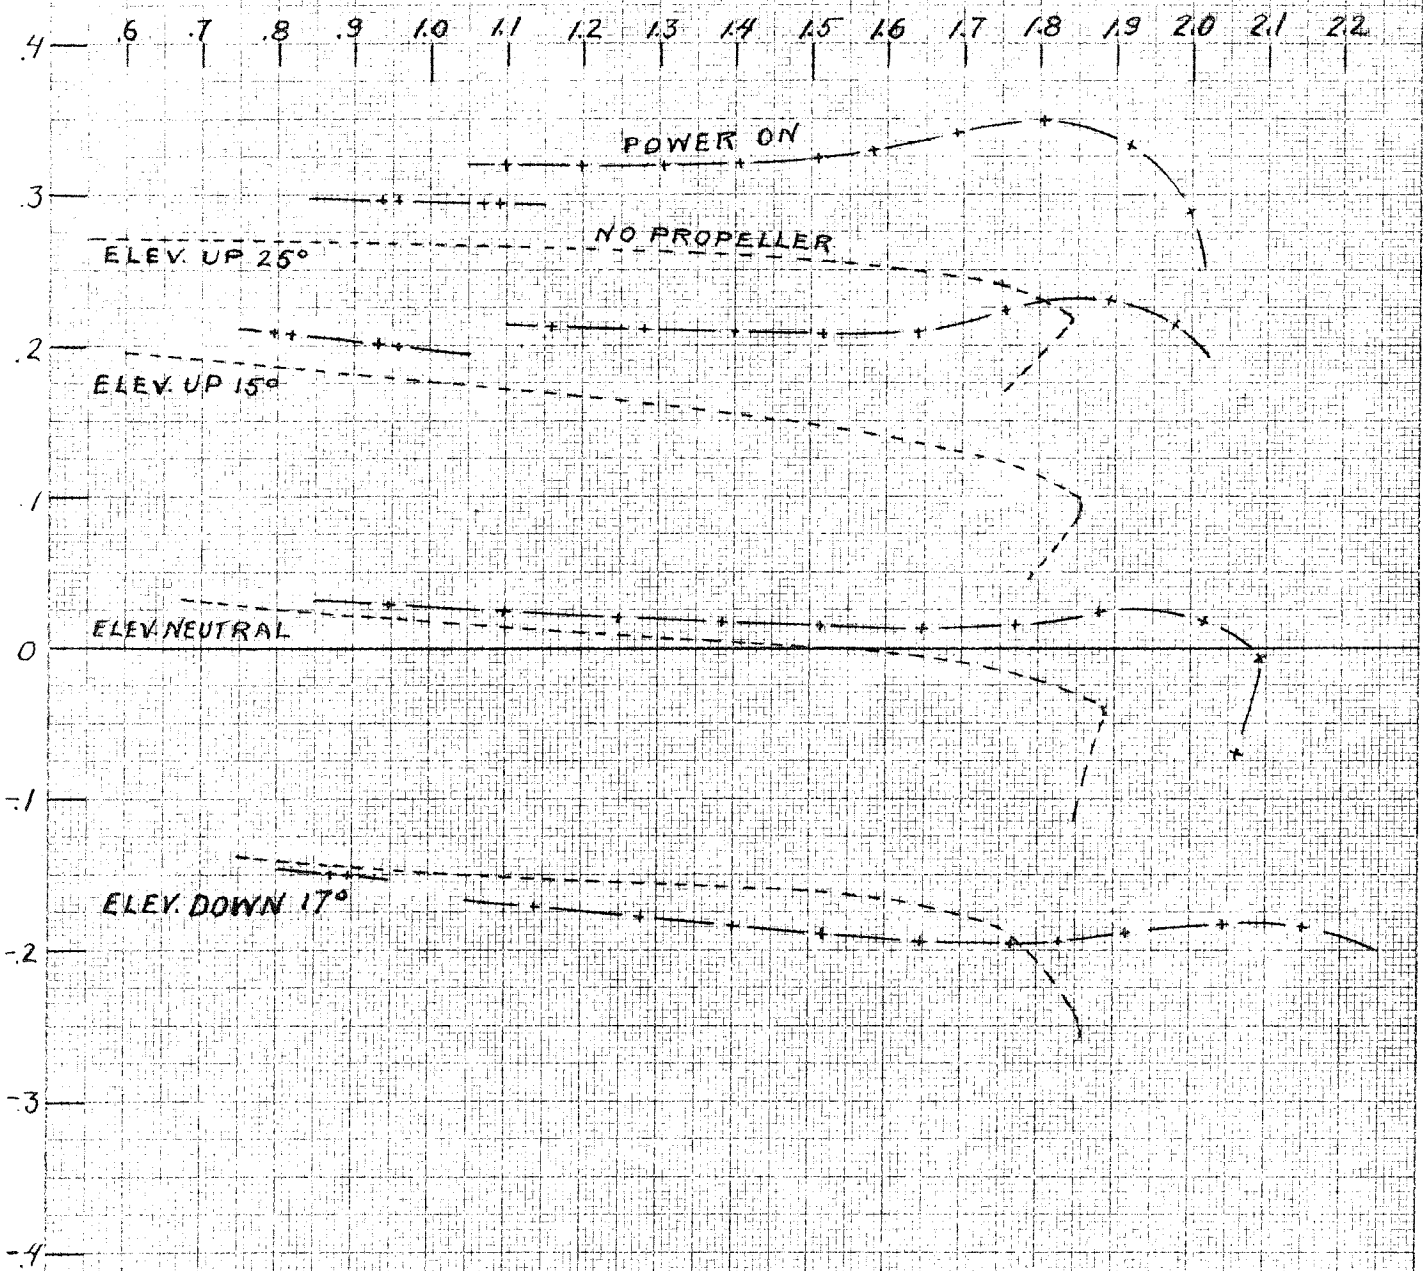 .6 .7 .8 .9 1.0 1.1 1.2 1.3 1.4 1.5 1.6 1.7 1.8 1.9 2.0 2.1 2.2
.4
POWER ON
.3
NO PROPELLER
ELEV. UP 25°
.2
ELEV. UP 15°
.1
ELEV. NEUTRAL
0
-.1
ELEV. DOWN 17°
-.2
-.3
-.4